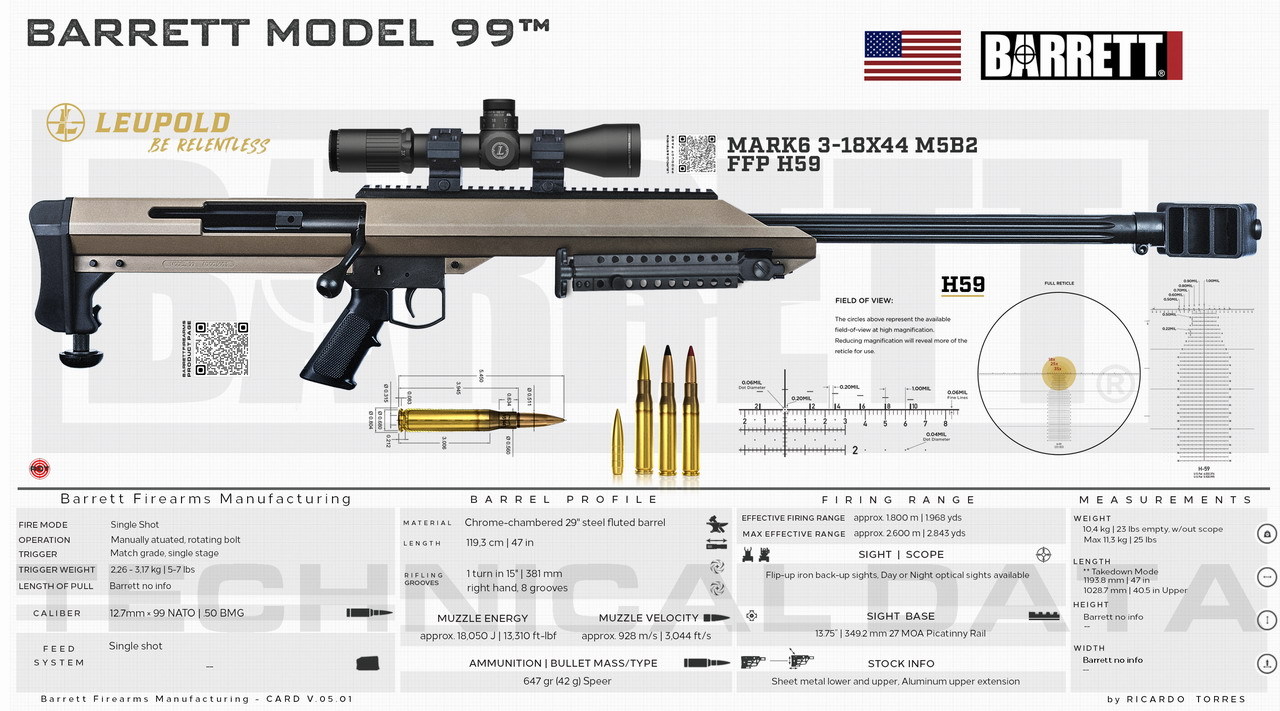 BARRETT MODEL 99™
BARRETT®
LEUPOLD
BE RELENTLESS
MARK6 3-18X44 M5B2
FFP H59
BARRETT FIREARMS
PRODUCT PAGE
H59
FULL RETICLE
FIELD OF VIEW:
The circles above represent the available
field-of-view at high magnification.
Reducing magnification will reveal more of the
reticle for use.
0.06MIL
Dot Diameter
0.20MIL
0.20MIL
1.00MIL
0.06MIL
Fine Lines
0.04MIL
Dot Diameter
H-59
Barrett Firearms Manufacturing
FIRE MODE Single Shot
OPERATION Manually atuated, rotating bolt
TRIGGER Match grade, single stage
TRIGGER WEIGHT 2,26 - 3,17 kg | 5-7 lbs
LENGTH OF PULL Barrett no info
CALIBER 12.7mm × 99 NATO | 50 BMG
FEED SYSTEM Single shot
--
BARREL PROFILE
MATERIAL Chrome-chambered 29" steel fluted barrel
LENGTH 119,3 cm | 47 in
RIFLING GROOVES 1 turn in 15" | 381 mm
right hand, 8 grooves
MUZZLE ENERGY MUZZLE VELOCITY
approx. 18.050 J | 13,310 ft-lbf approx. 928 m/s | 3,044 ft/s
AMMUNITION | BULLET MASS/TYPE
647 gr (42 g) Speer
FIRING RANGE
EFFECTIVE FIRING RANGE approx. 1.800 m | 1.968 yds
MAX EFFECTIVE RANGE approx. 2.600 m | 2.843 yds
SIGHT | SCOPE
Flip-up iron back-up sights, Day or Night optical sights available
SIGHT BASE
13.75" | 349.2 mm 27 MOA Picatinny Rail
STOCK INFO
Sheet metal lower and upper, Aluminum upper extension
MEASUREMENTS
WEIGHT
10,4 kg | 23 lbs empty, w/out scope
Max 11,3 kg | 25 lbs
LENGTH
** Takedown Mode
1193.8 mm | 47 in
1028.7 mm | 40.5 in Upper
HEIGHT
Barrett no info
--
WIDTH
Barrett no info
--
TECHNICAL DATA
Barrett Firearms Manufacturing - CARD V.05.01
by RICARDO TORRES